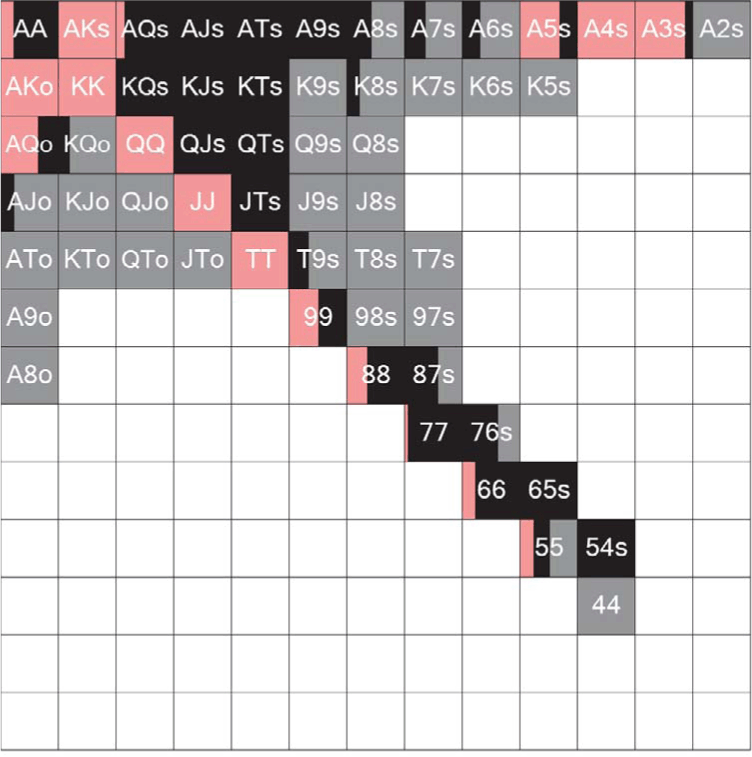 AA AKs AQs AJs ATs A9s A8s A7s A6s A5s A4s A3s A2s
AKo KK KQs KJs KTs K9s K8s K7s K6s K5s
AQo KQo QQ QJs QTs Q9s Q8s
AJo KJo QJo JJ JTs J9s J8s
ATo KTo QTo JTo TT T9s T8s T7s
A9o 99 98s 97s
A8o 88 87s
77 76s
66 65s
55 54s
44